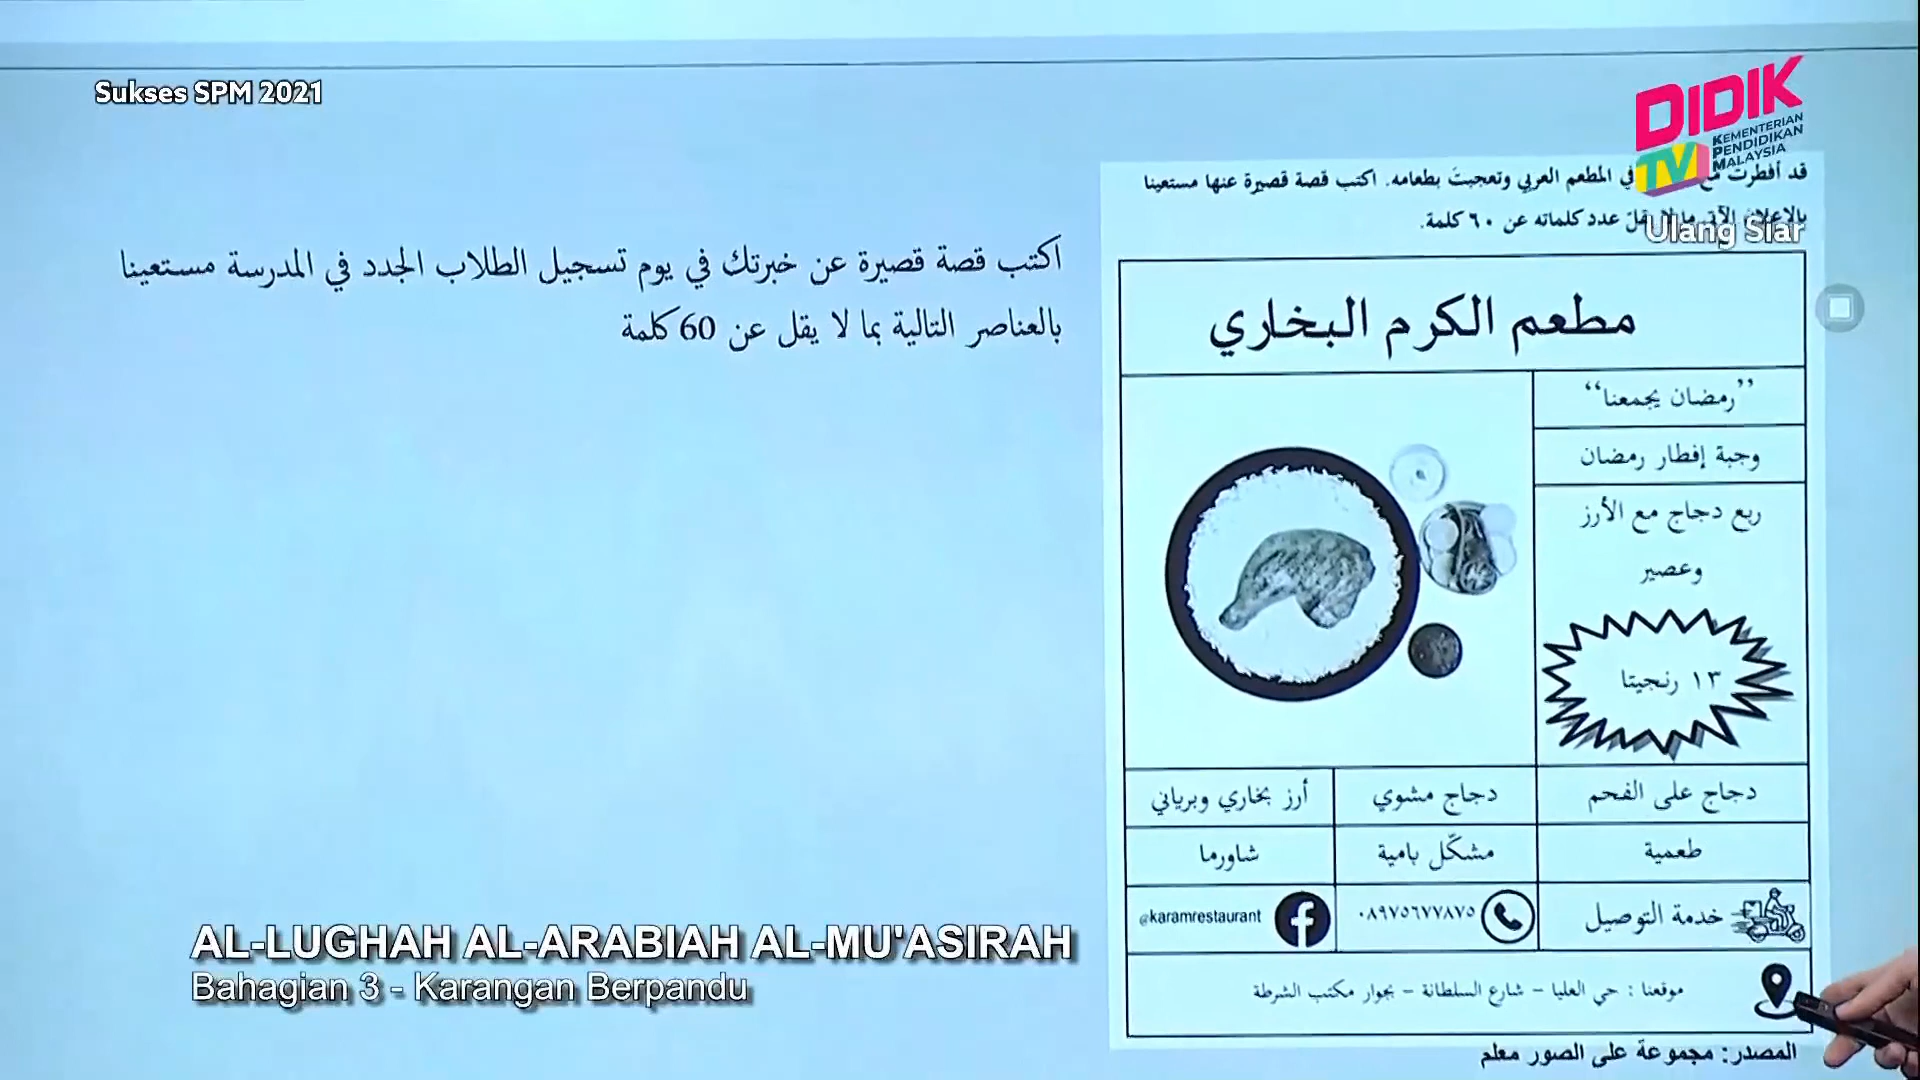 Sukses SPM 2021
DIDIK
TV
KEMENTERIAN
PENDIDIKAN
MALAYSIA
Ulang Siar
قد أفطرت في المطعم العربي وتعجبتَ بطعامه. اكتب قصة قصيرة عنها مستعينا
عدد كلماته عن ٦٠ كلمة.
اكتب قصة قصيرة عن خبرتك في يوم تسجيل الطلاب الجدد في المدرسة مستعينا
بالعناصر التالية بما لا يقل عن 60 كلمة
مطعم الكرم البخاري
”رمضان يجمعنا“
وجبة إفطار رمضان
ربع دجاج مع الأرز
وعصير
١٣ رنجيتا
دجاج على الفحم
دجاج مشوي
أرز بخاري وبرياني
طعمية
مشكّل بامية
شاورما
خدمة التوصيل
٠٨٩٧٥٦٧٧٨٧٥
@karamrestaurant
موقعنا : حي العليا – شارع السلطانة – بجوار مكتب الشرطة
المصدر: مجموعة على الصور معلم
AL-LUGHAH AL-ARABIAH AL-MU'ASIRAH
Bahagian 3 - Karangan Berpandu